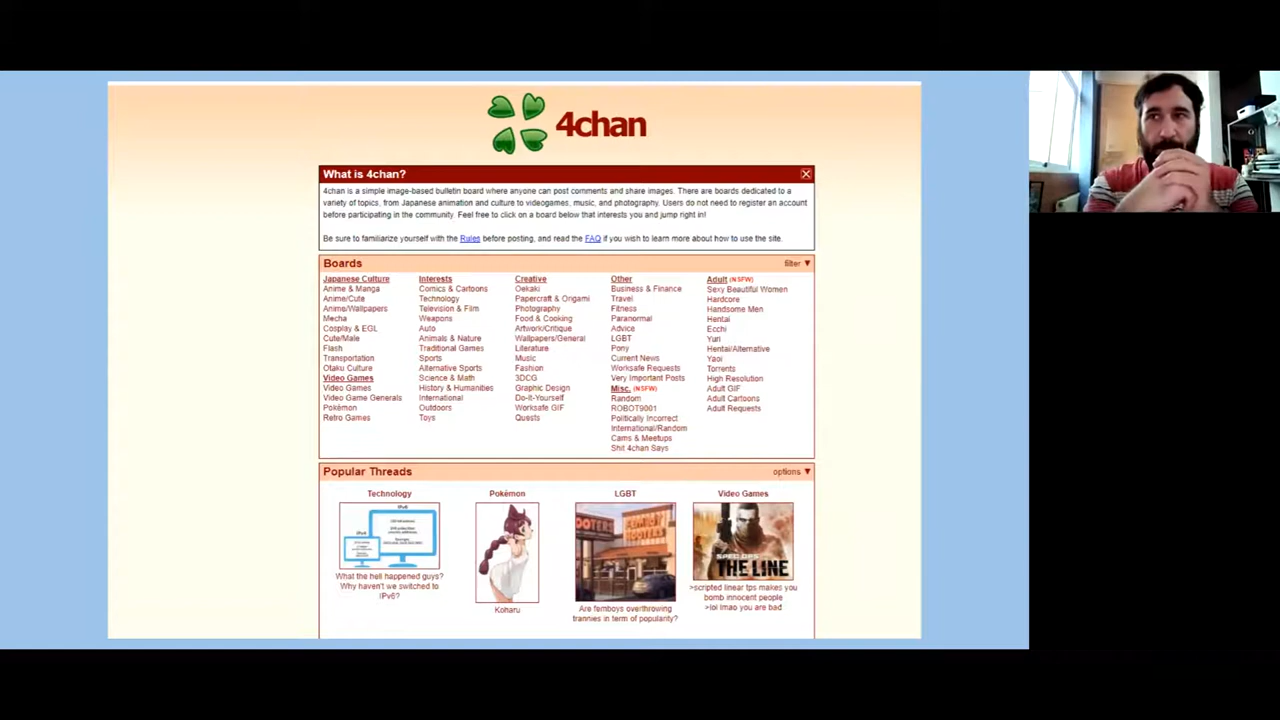 4chan
What is 4chan?
4chan is a simple image-based bulletin board where anyone can post comments and share images. There are boards dedicated to a
variety of topics, from Japanese animation and culture to videogames, music, and photography. Users do not need to register an account
before participating in the community. Feel free to click on a board below that interests you and jump right in!
Be sure to familiarize yourself with the Rules before posting, and read the FAQ if you wish to learn more about how to use the site.
Boards
filter ▼
Japanese Culture
Anime & Manga
Anime/Cute
Anime/Wallpapers
Mecha
Cosplay & EGL
Cute/Male
Flash
Transportation
Otaku Culture
Video Games
Video Games
Video Game Generals
Pokémon
Retro Games
Interests
Comics & Cartoons
Technology
Television & Film
Weapons
Auto
Animals & Nature
Traditional Games
Sports
Alternative Sports
Science & Math
History & Humanities
International
Outdoors
Toys
Creative
Oekaki
Papercraft & Origami
Photography
Food & Cooking
Artwork/Critique
Wallpapers/General
Literature
Music
Fashion
3DCG
Graphic Design
Do-It-Yourself
Worksafe GIF
Quests
Other
Business & Finance
Travel
Fitness
Paranormal
Advice
LGBT
Pony
Current News
Worksafe Requests
Very Important Posts
Misc. (NSFW)
Random
ROBOT9001
Politically Incorrect
International/Random
Cams & Meetups
Shit 4chan Says
Adult (NSFW)
Sexy Beautiful Women
Hardcore
Handsome Men
Hentai
Ecchi
Yuri
Hentai/Alternative
Yaoi
Torrents
High Resolution
Adult GIF
Adult Cartoons
Adult Requests
Popular Threads
options ▼
Technology
What the hell happened guys?
Why haven't we switched to
IPv6?
Pokémon
Koharu
LGBT
HOOTERS
FEMBOY
HOOTERS
Are femboys overthrowing
trannies in term of popularity?
Video Games
SPEC OPS
THE LINE
>scripted linear tps makes you
bomb innocent people
>lol lmao you are bad